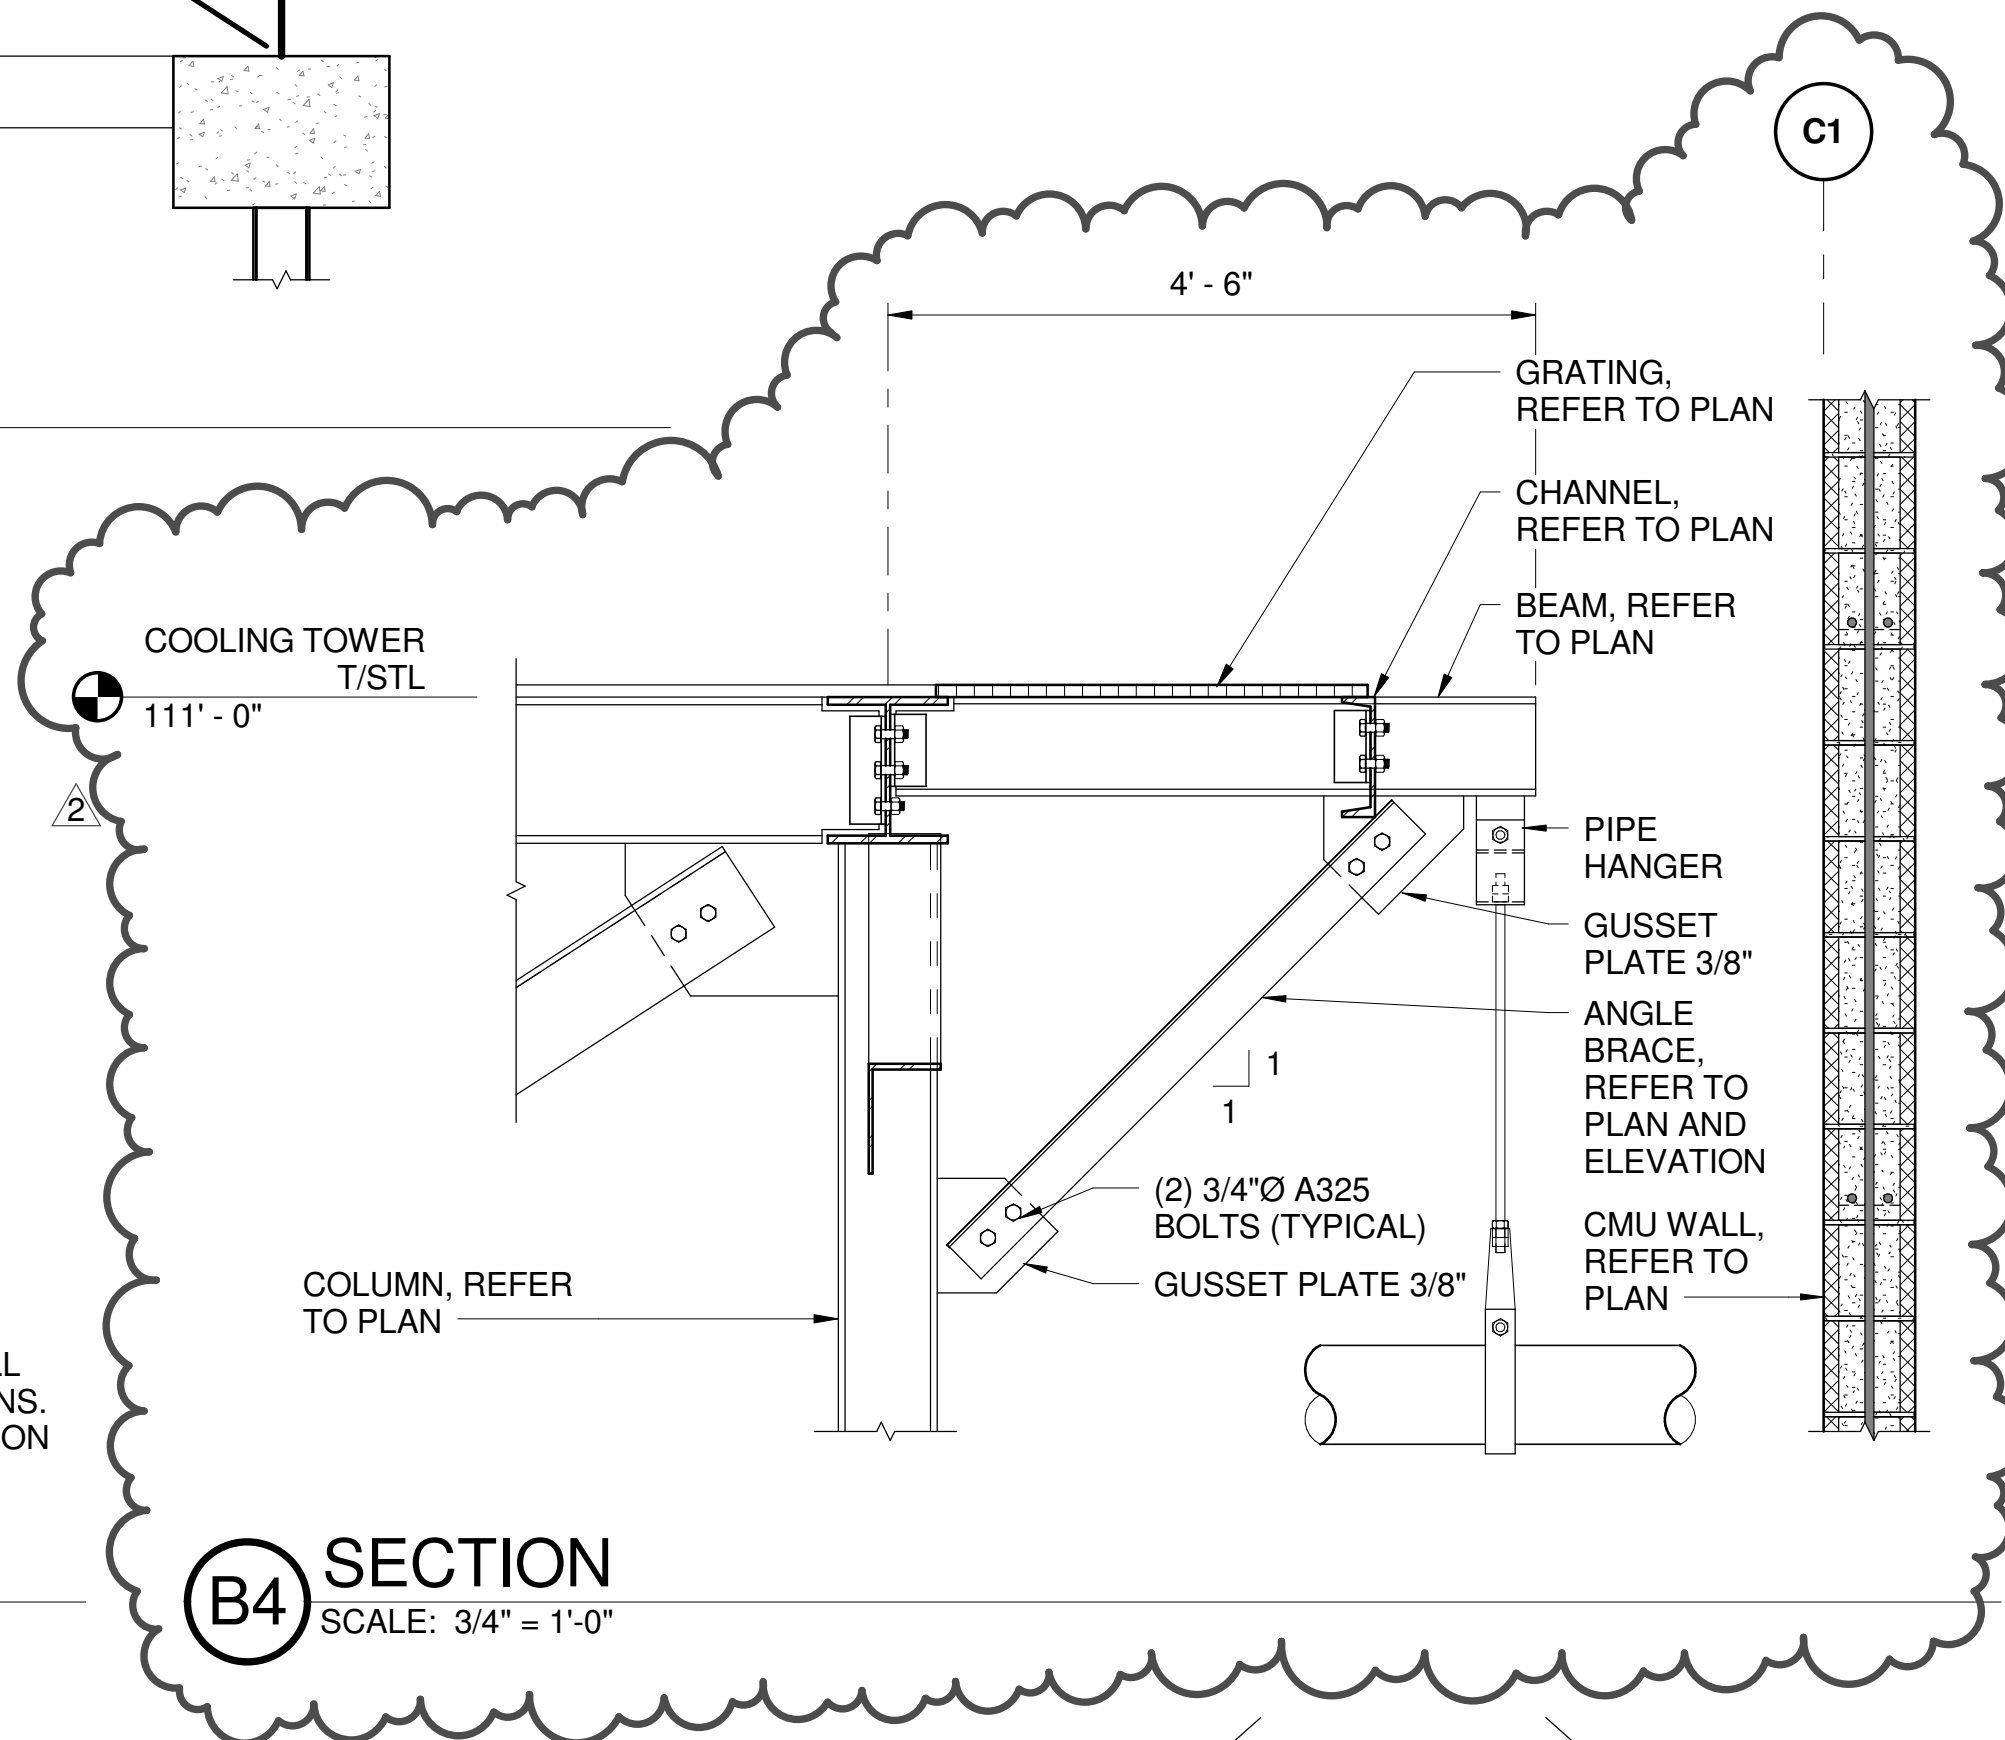 C1
4' - 6"
GRATING,
REFER TO PLAN
CHANNEL,
REFER TO PLAN
BEAM, REFER
TO PLAN
COOLING TOWER
T/STL
111' - 0"
2
PIPE
HANGER
GUSSET
PLATE 3/8"
ANGLE
BRACE,
REFER TO
PLAN AND
ELEVATION
1
1
(2) 3/4"Ø A325
BOLTS (TYPICAL)
GUSSET PLATE 3/8"
CMU WALL,
REFER TO
PLAN
COLUMN, REFER
TO PLAN
NS.
ON
B4
SECTION
SCALE: 3/4" = 1'-0"